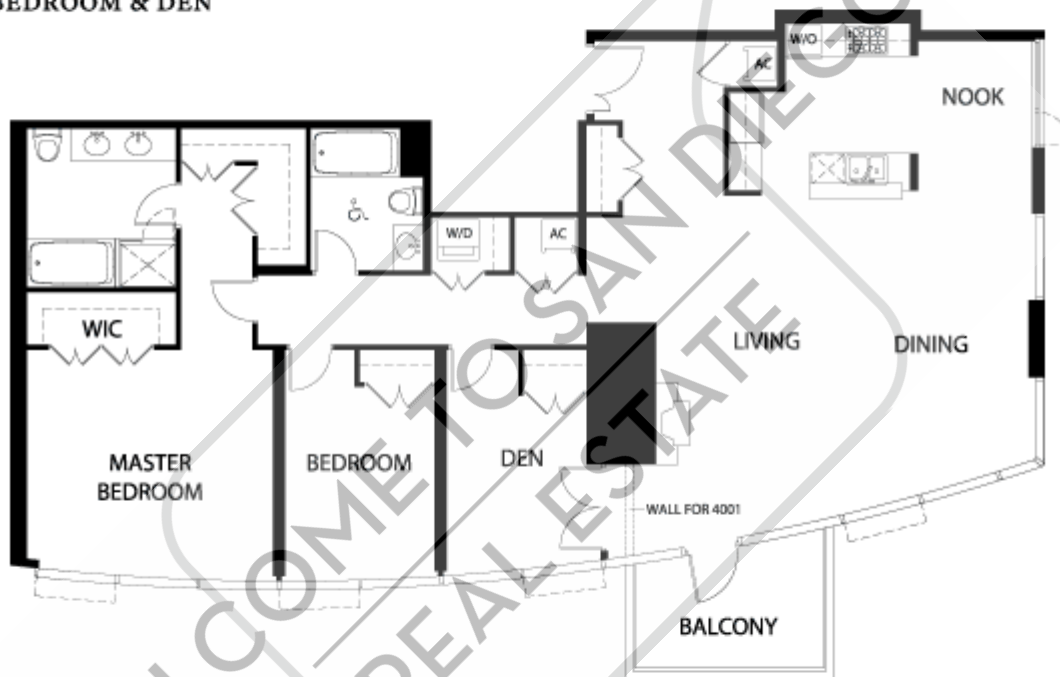 BEDROOM & DEN
W/O
AC
NOOK
W/D
AC
WIC
LIVING
DINING
MASTER
BEDROOM
BEDROOM
DEN
WALL FOR 4001
BALCONY
COME TO SAN DIEGO
REAL ESTATE